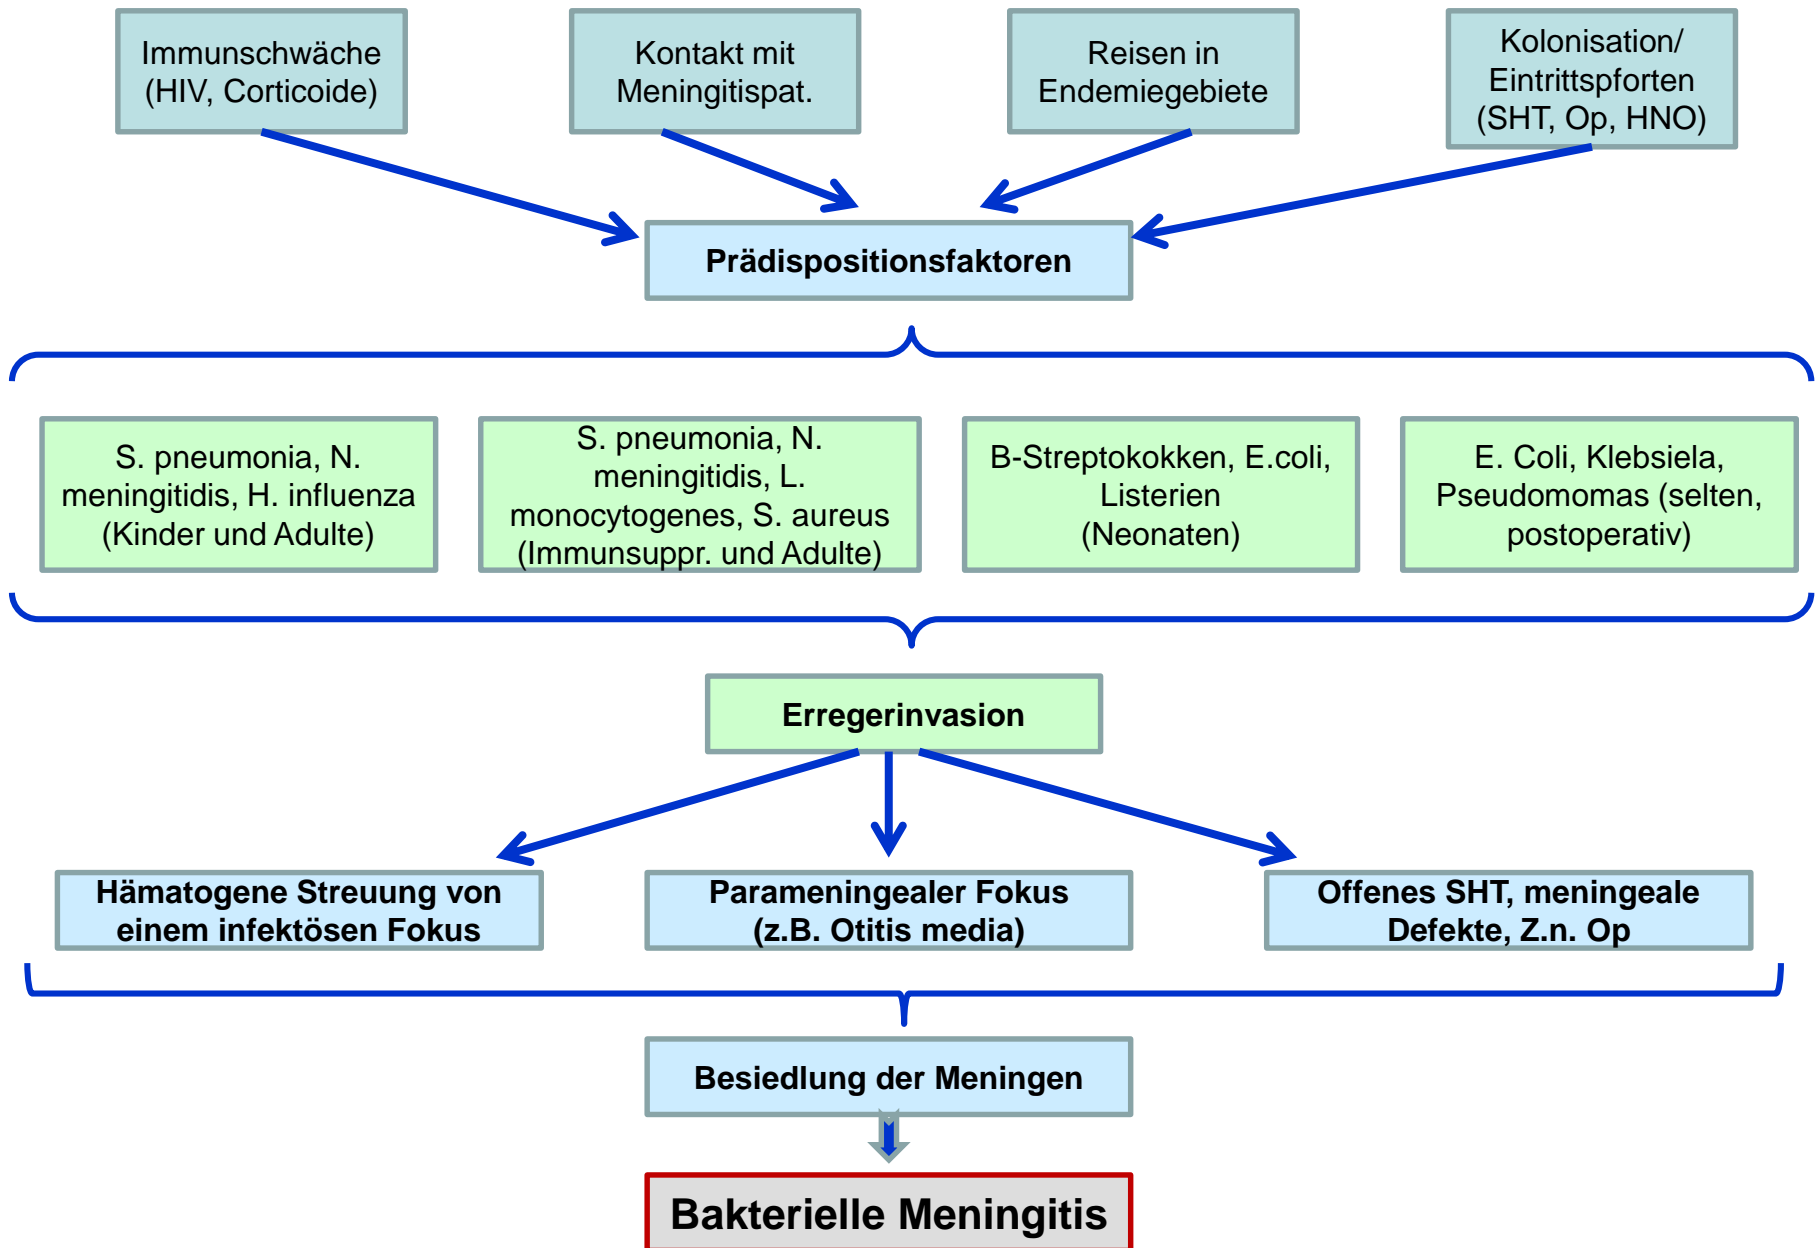 Immunschwäche
(HIV, Corticoide)
Kontakt mit
Meningitispat.
Reisen in
Endemiegebiete
Kolonisation/
Eintrittspforten
(SHT, Op, HNO)
Prädispositionsfaktoren
S. pneumonia, N.
meningitidis, H. influenza
(Kinder und Adulte)
S. pneumonia, N.
meningitidis, L.
monocytogenes, S. aureus
(Immunsuppr. und Adulte)
B-Streptokokken, E.coli,
Listerien
(Neonaten)
E. Coli, Klebsiela,
Pseudomomas (selten,
postoperativ)
Erregerinvasion
Hämatogene Streuung von
einem infektösen Fokus
Parameningealer Fokus
(z.B. Otitis media)
Offenes SHT, meningeale
Defekte, Z.n. Op
Besiedlung der Meningen
Bakterielle Meningitis